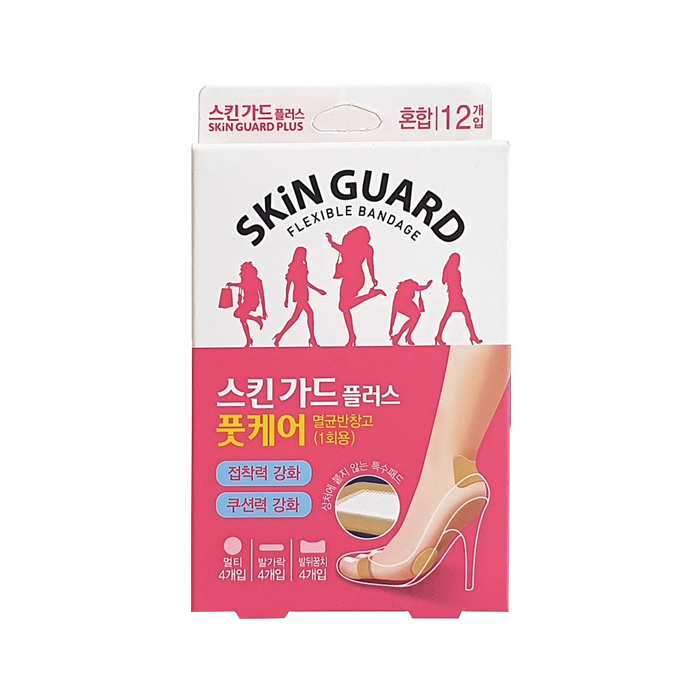 스킨 가드 플러스
SKiN GUARD PLUS
혼합 12개입
SKiN GUARD
FLEXIBLE BANDAGE
스킨 가드 플러스
풋케어 멸균반창고
(1회용)
접착력 강화
쿠션력 강화
상처에 붙지 않는 특수패드
멀티 발가락 발뒤꿈치
4개입 4개입 4개입